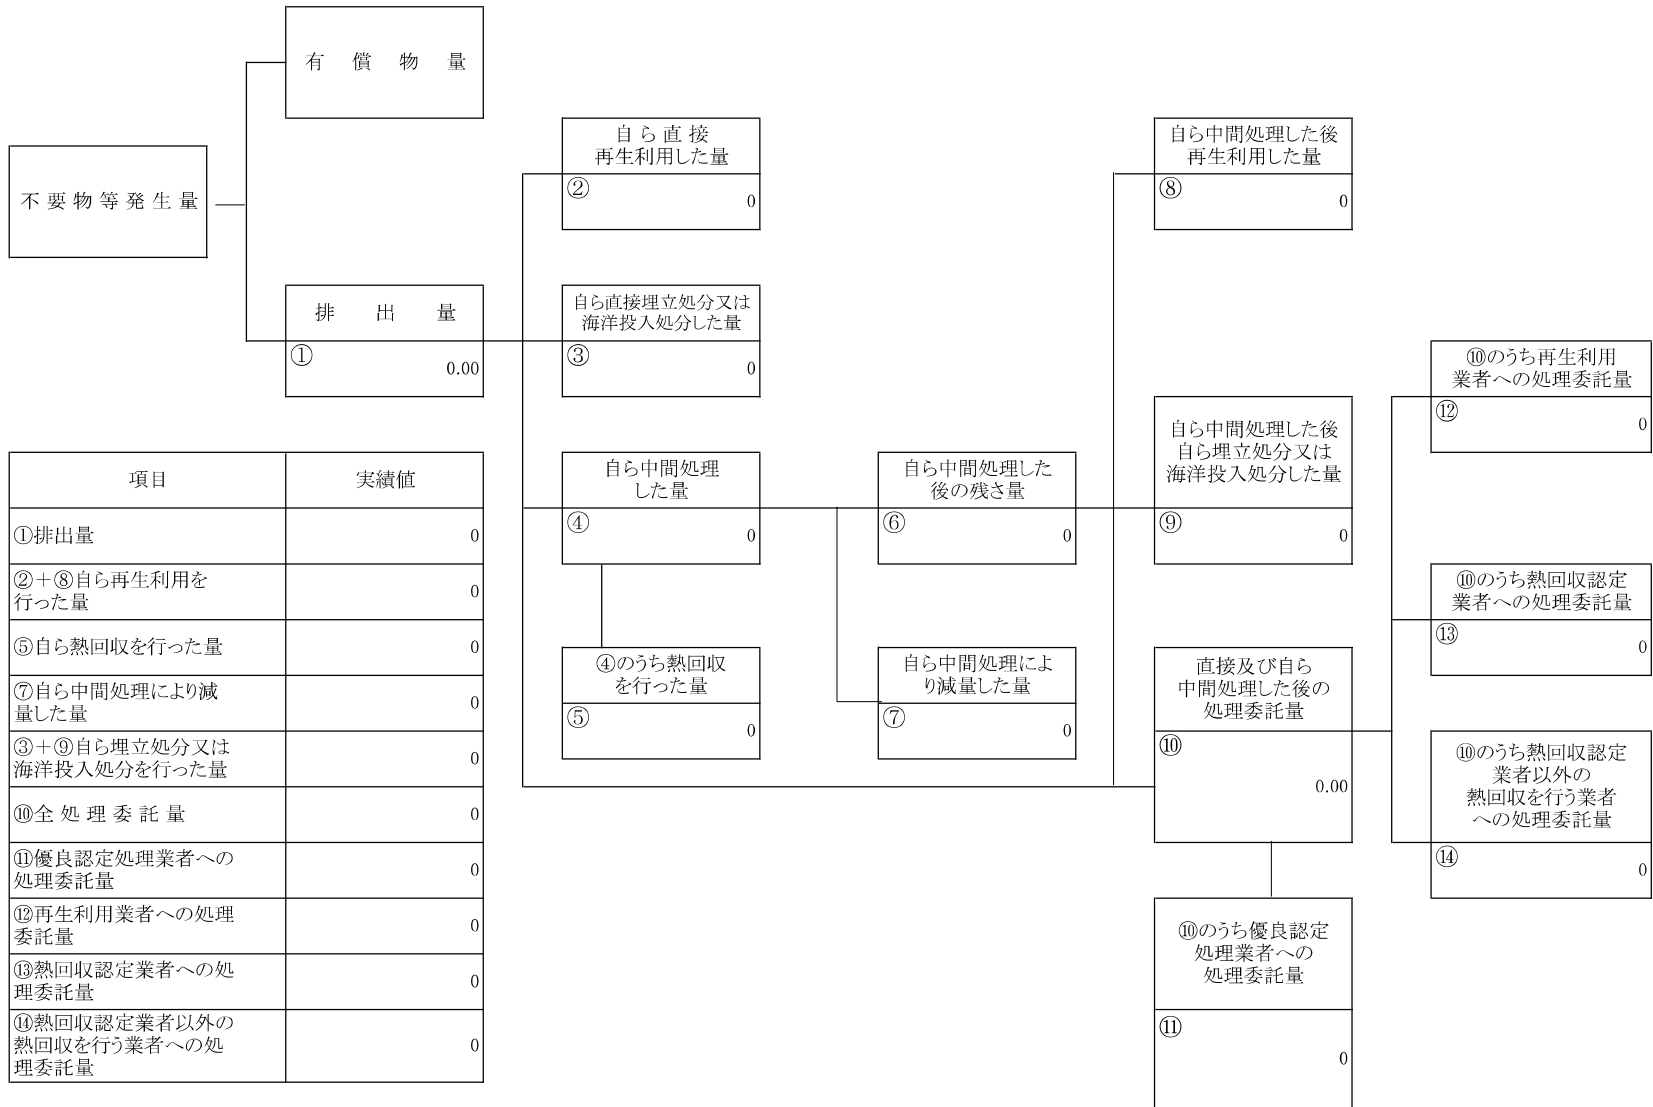 有償物量
不要物等発生量
排出量
①
0.00
自ら直接
再生利用した量
②
0
自ら直接埋立処分又は
海洋投入処分した量
③
0
自ら中間処理
した量
④
0
④のうち熱回収
を行った量
⑤
0
自ら中間処理した
後の残さ量
⑥
0
自ら中間処理によ
り減量した量
⑦
0
自ら中間処理した後
再生利用した量
⑧
0
自ら中間処理した後
自ら埋立処分又は
海洋投入処分した量
⑨
0
直接及び自ら
中間処理した後の
処理委託量
⑩
0.00
⑩のうち優良認定
処理業者への
処理委託量
⑪
0
⑩のうち再生利用
業者への処理委託量
⑫
0
⑩のうち熱回収認定
業者への処理委託量
⑬
0
⑩のうち熱回収認定
業者以外の
熱回収を行う業者
への処理委託量
⑭
0
項目 実績値
①排出量 0
②＋⑧自ら再生利用を
行った量 0
⑤自ら熱回収を行った量 0
⑦自ら中間処理により減
量した量 0
③＋⑨自ら埋立処分又は
海洋投入処分を行った量 0
⑩全処理委託量 0
⑪優良認定処理業者への
処理委託量 0
⑫再生利用業者への処理
委託量 0
⑬熱回収認定業者への処
理委託量 0
⑭熱回収認定業者以外の
熱回収を行う業者への処 0
理委託量